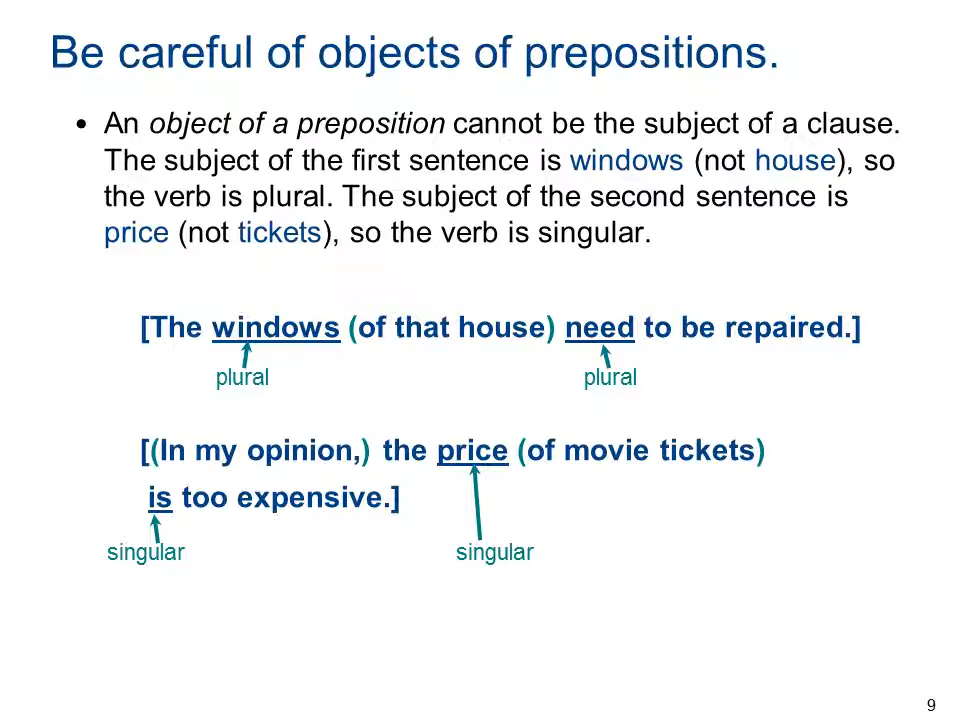 Be careful of objects of prepositions.
• An object of a preposition cannot be the subject of a clause.
The subject of the first sentence is windows (not house), so
the verb is plural. The subject of the second sentence is
price (not tickets), so the verb is singular.
[The windows (of that house) need to be repaired.]
plural plural
[(In my opinion,) the price (of movie tickets)
is too expensive.]
singular singular
9